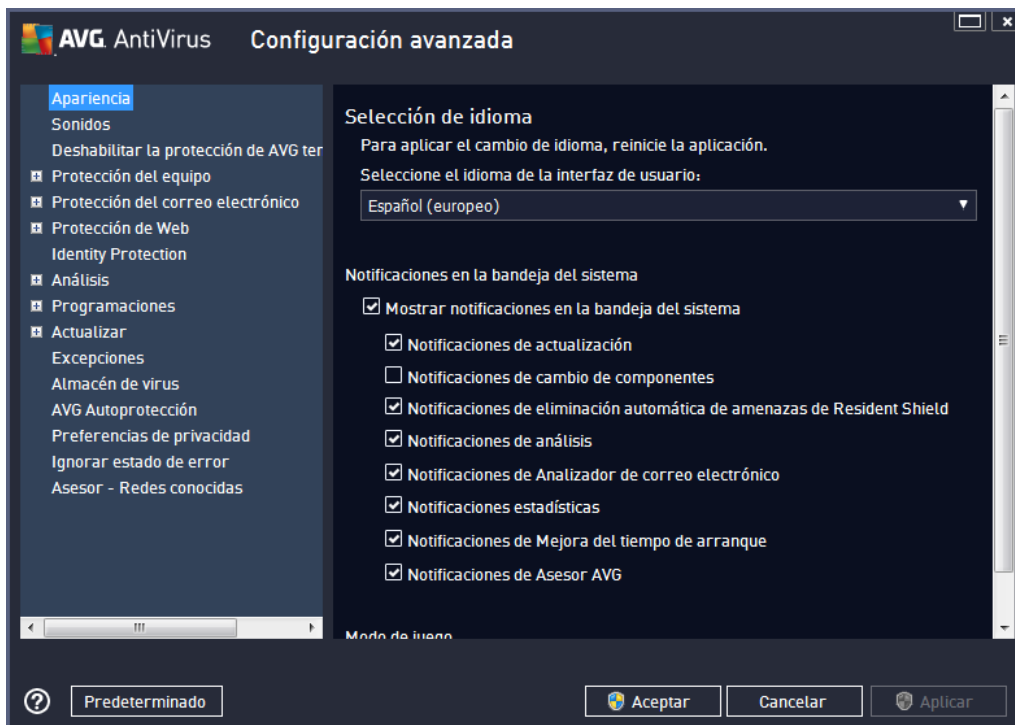 AVG. AntiVirus Configuración avanzada
Apariencia
Sonidos
Deshabilitar la protección de AVG ter
Protección del equipo
Protección del correo electrónico
Protección de Web
Identity Protection
Análisis
Programaciones
Actualizar
Excepciones
Almacén de virus
AVG Autoprotección
Preferencias de privacidad
Ignorar estado de error
Asesor - Redes conocidas
Selección de idioma
Para aplicar el cambio de idioma, reinicie la aplicación.
Seleccione el idioma de la interfaz de usuario:
Español (europeo)
Notificaciones en la bandeja del sistema
Mostrar notificaciones en la bandeja del sistema
Notificaciones de actualización
Notificaciones de cambio de componentes
Notificaciones de eliminación automática de amenazas de Resident Shield
Notificaciones de análisis
Notificaciones de Analizador de correo electrónico
Notificaciones estadísticas
Notificaciones de Mejora del tiempo de arranque
Notificaciones de Asesor AVG
Modo de juego
Predeterminado
Aceptar
Cancelar
Aplicar